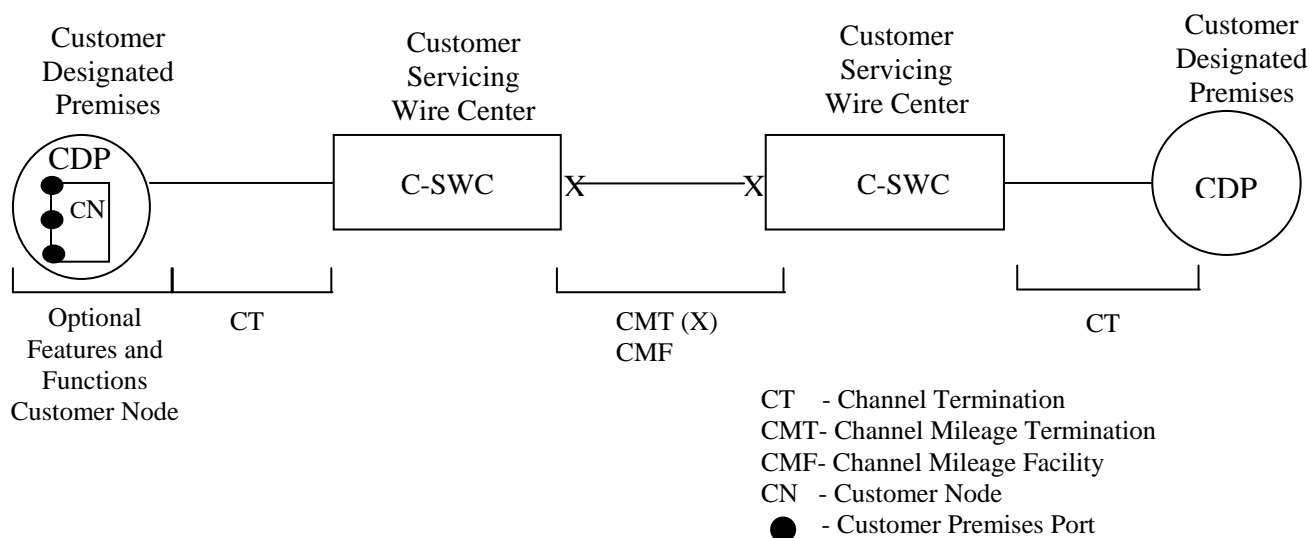 Customer
Designated
Premises
Customer
Servicing
Wire Center
Customer
Servicing
Wire Center
Customer
Designated
Premises
CDP
CN
C-SWC
X
X
C-SWC
CDP
Optional
Features and
Functions
Customer Node
CT
CMT (X)
CMF
CT
CT - Channel Termination
CMT- Channel Mileage Termination
CMF- Channel Mileage Facility
CN - Customer Node
- Customer Premises Port